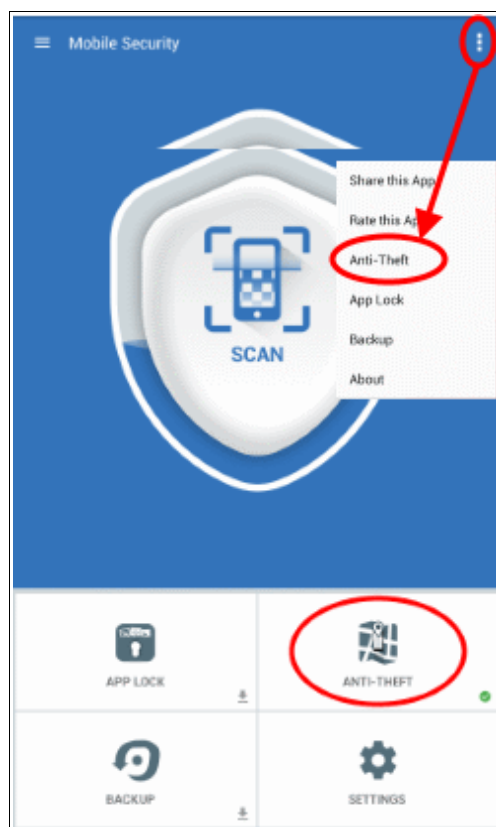 Mobile Security
Share this App
Rate this App
Anti-Theft
App Lock
Backup
About
SCAN
APP LOCK
ANTI-THEFT
BACKUP
SETTINGS